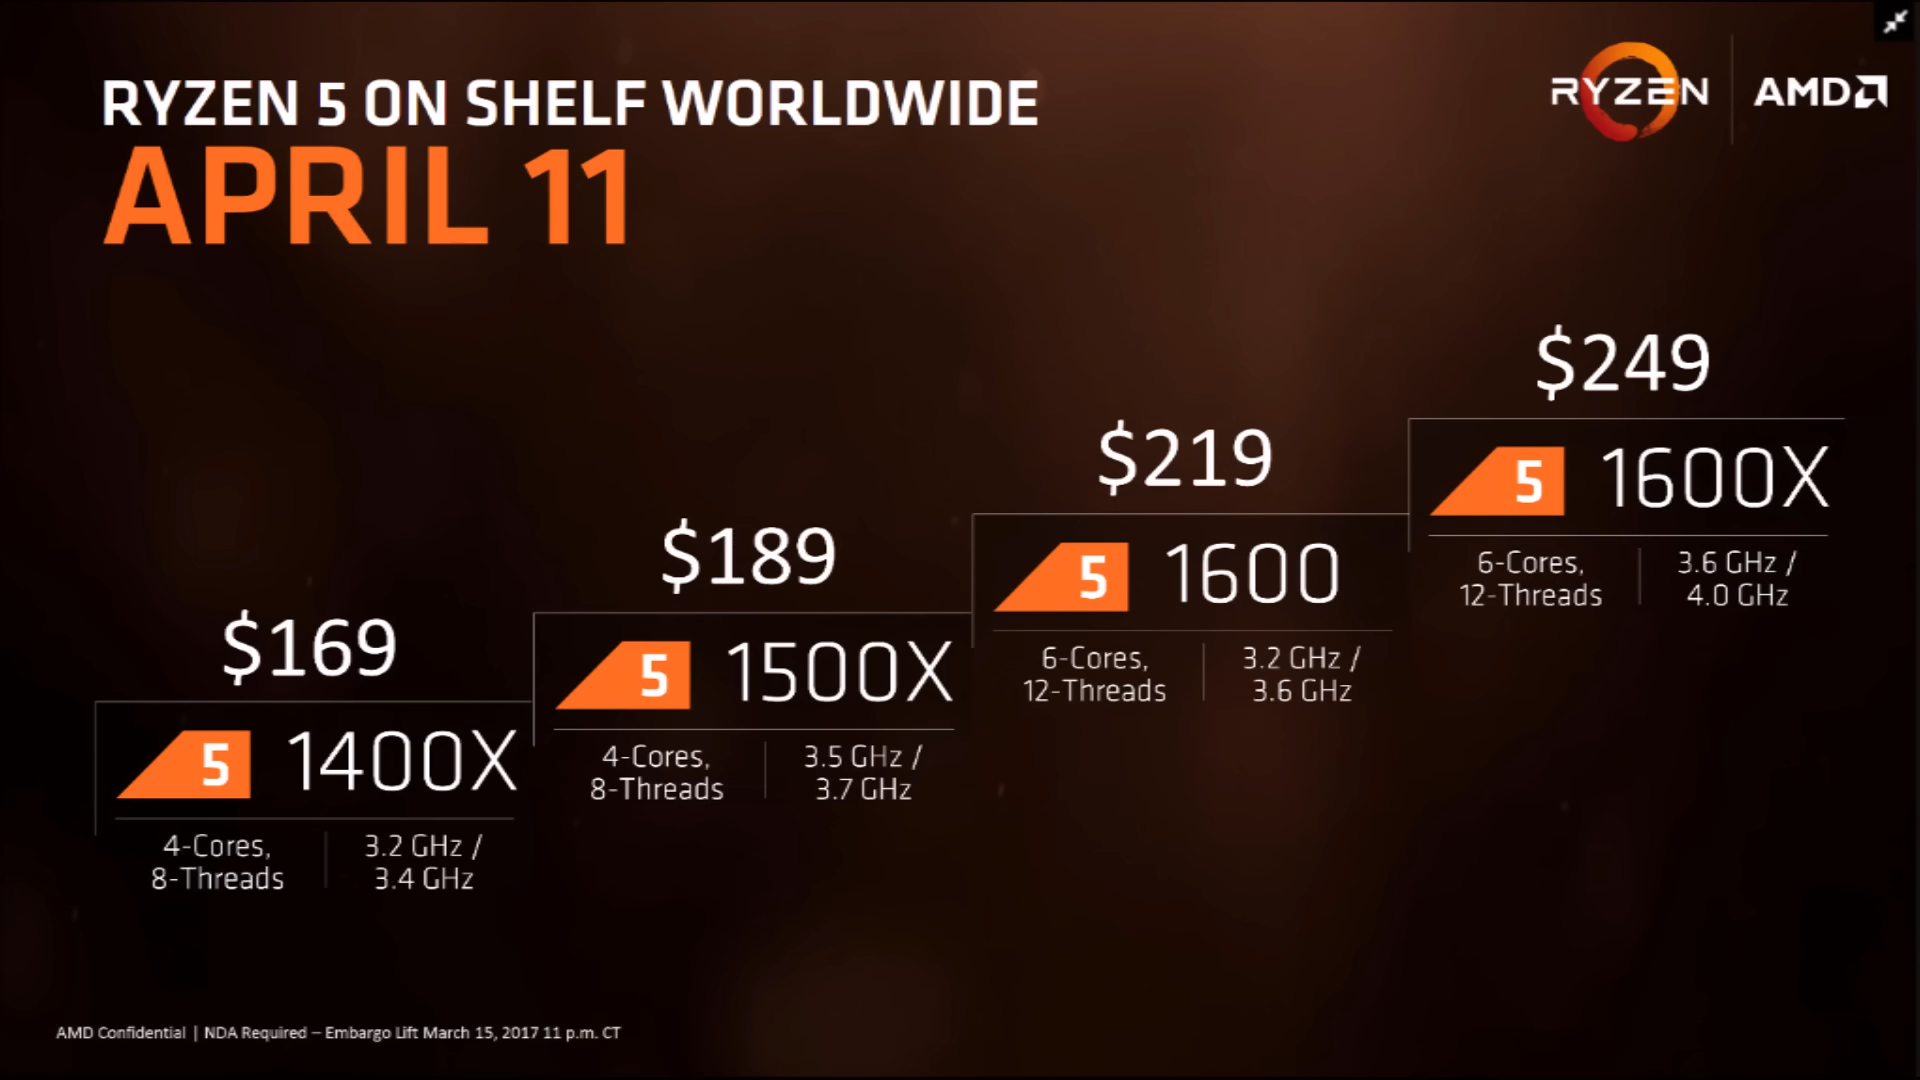 RYZEN 5 ON SHELF WORLDWIDE
APRIL 11
RYZEN
AMD
$169
5 1400X
4-Cores,
8-Threads
3.2 GHz /
3.4 GHz
$189
5 1500X
4-Cores,
8-Threads
3.5 GHz /
3.7 GHz
$219
5 1600
6-Cores,
12-Threads
3.2 GHz /
3.6 GHz
$249
5 1600X
6-Cores,
12-Threads
3.6 GHz /
4.0 GHz
AMD Confidential | NDA Required – Embargo Lift March 15, 2017 11 p.m. CT